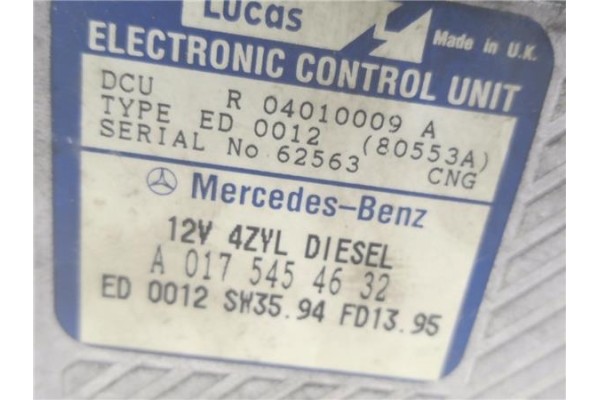 Lucas
Made in U.K.
ELECTRONIC CONTROL UNIT
DCU R 04010009 A
TYPE ED 0012 (80553A)
SERIAL No 62563 CNG
Mercedes-Benz
12V 4ZYL DIESEL
A 017 545 46 32
ED 0012 SW35.94 FD13.95